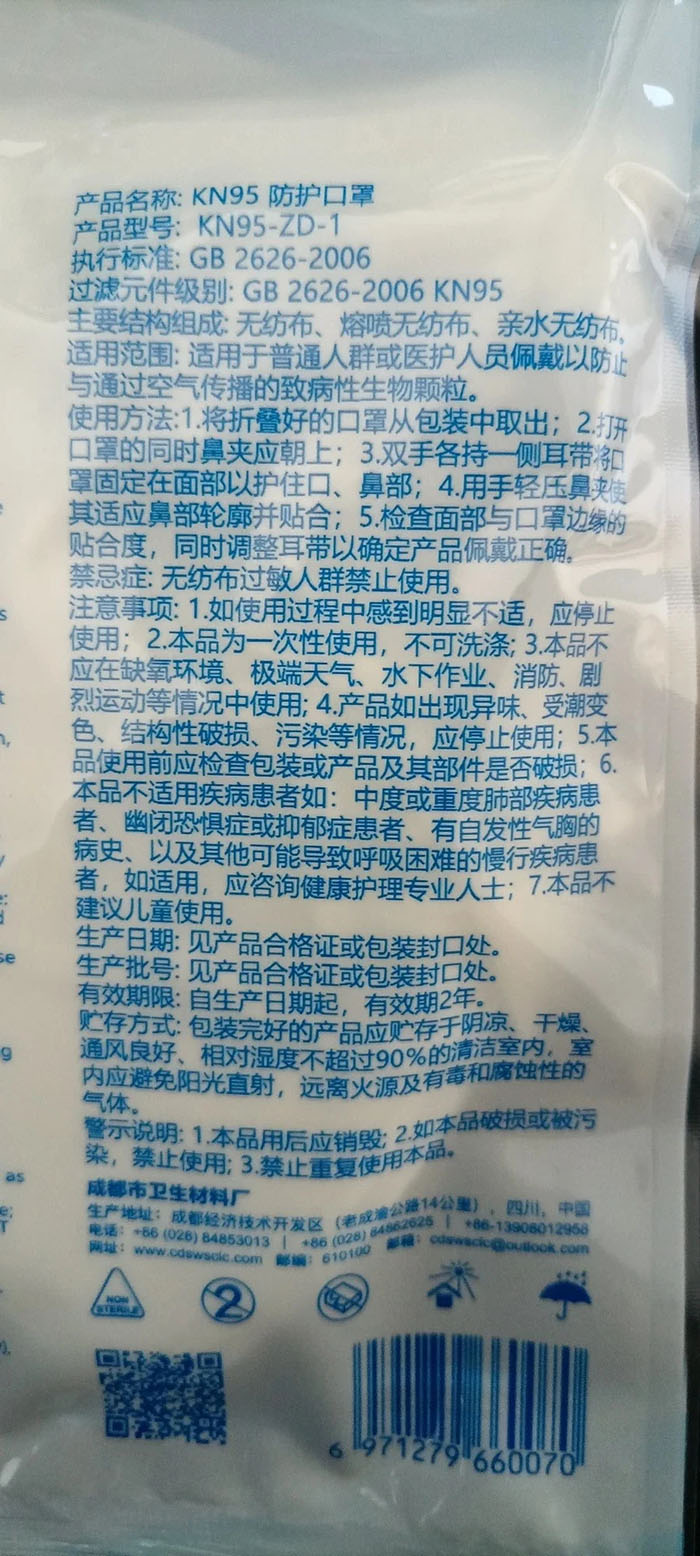 产品名称: KN95 防护口罩
产品型号: KN95-ZD-1
执行标准: GB 2626-2006
过滤元件级别: GB 2626-2006 KN95
主要结构组成: 无纺布、熔喷无纺布、亲水无纺布。
适用范围: 适用于普通人群或医护人员佩戴以防止
与通过空气传播的致病性生物颗粒。
使用方法:1.将折叠好的口罩从包装中取出；2.打开
口罩的同时鼻夹应朝上；3.双手各持一侧耳带将口
罩固定在面部以护住口、鼻部；4.用手轻压鼻夹使
其适应鼻部轮廓并贴合；5.检查面部与口罩边缘的
贴合度，同时调整耳带以确定产品佩戴正确。
禁忌症: 无纺布过敏人群禁止使用。
注意事项: 1.如使用过程中感到明显不适，应停止
使用；2.本品为一次性使用，不可洗涤; 3.本品不
应在缺氧环境、极端天气、水下作业、消防、剧
烈运动等情况中使用; 4.产品如出现异味、受潮变
色、结构性破损、污染等情况，应停止使用；5.本
品使用前应检查包装或产品及其部件是否破损；6.
本品不适用疾病患者如：中度或重度肺部疾病患
者、幽闭恐惧症或抑郁症患者、有自发性气胸的
病史、以及其他可能导致呼吸困难的慢行疾病患
者，如适用，应咨询健康护理专业人士；7.本品不
建议儿童使用。
生产日期: 见产品合格证或包装封口处。
生产批号: 见产品合格证或包装封口处。
有效期限: 自生产日期起，有效期2年。
贮存方式: 包装完好的产品应贮存于阴凉、干燥、
通风良好、相对湿度不超过90%的清洁室内，室
内应避免阳光直射，远离火源及有毒和腐蚀性的
气体。
警示说明: 1.本品用后应销毁; 2.如本品破损或被污
染，禁止使用; 3.禁止重复使用本品。
成都市卫生材料厂
生产地址：成都经济技术开发区（老成渝公路14公里），四川，中国
电话：+86 (028) 84853013 | +86 (028) 84862625 | +86-13908012958
网址：www.cdswscic.com 邮编：610100 邮箱：cdswscic@outlook.com
NON
STERILE
2
6 971279 660070